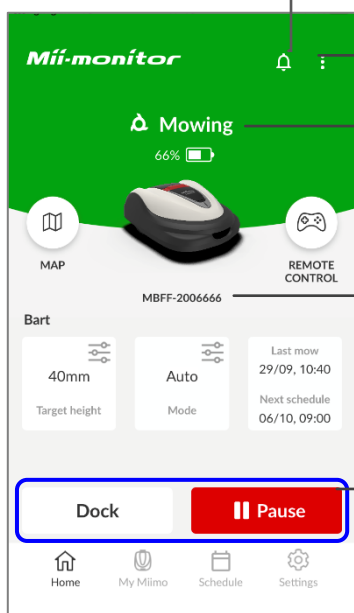 Mii-monitor
Mowing
66%
MAP
REMOTE
CONTROL
MBFF-2006666
Bart
40mm
Target height
Auto
Mode
Last mow
29/09, 10:40
Next schedule
06/10, 09:00
Dock
Pause
Home
My Miimo
Schedule
Settings